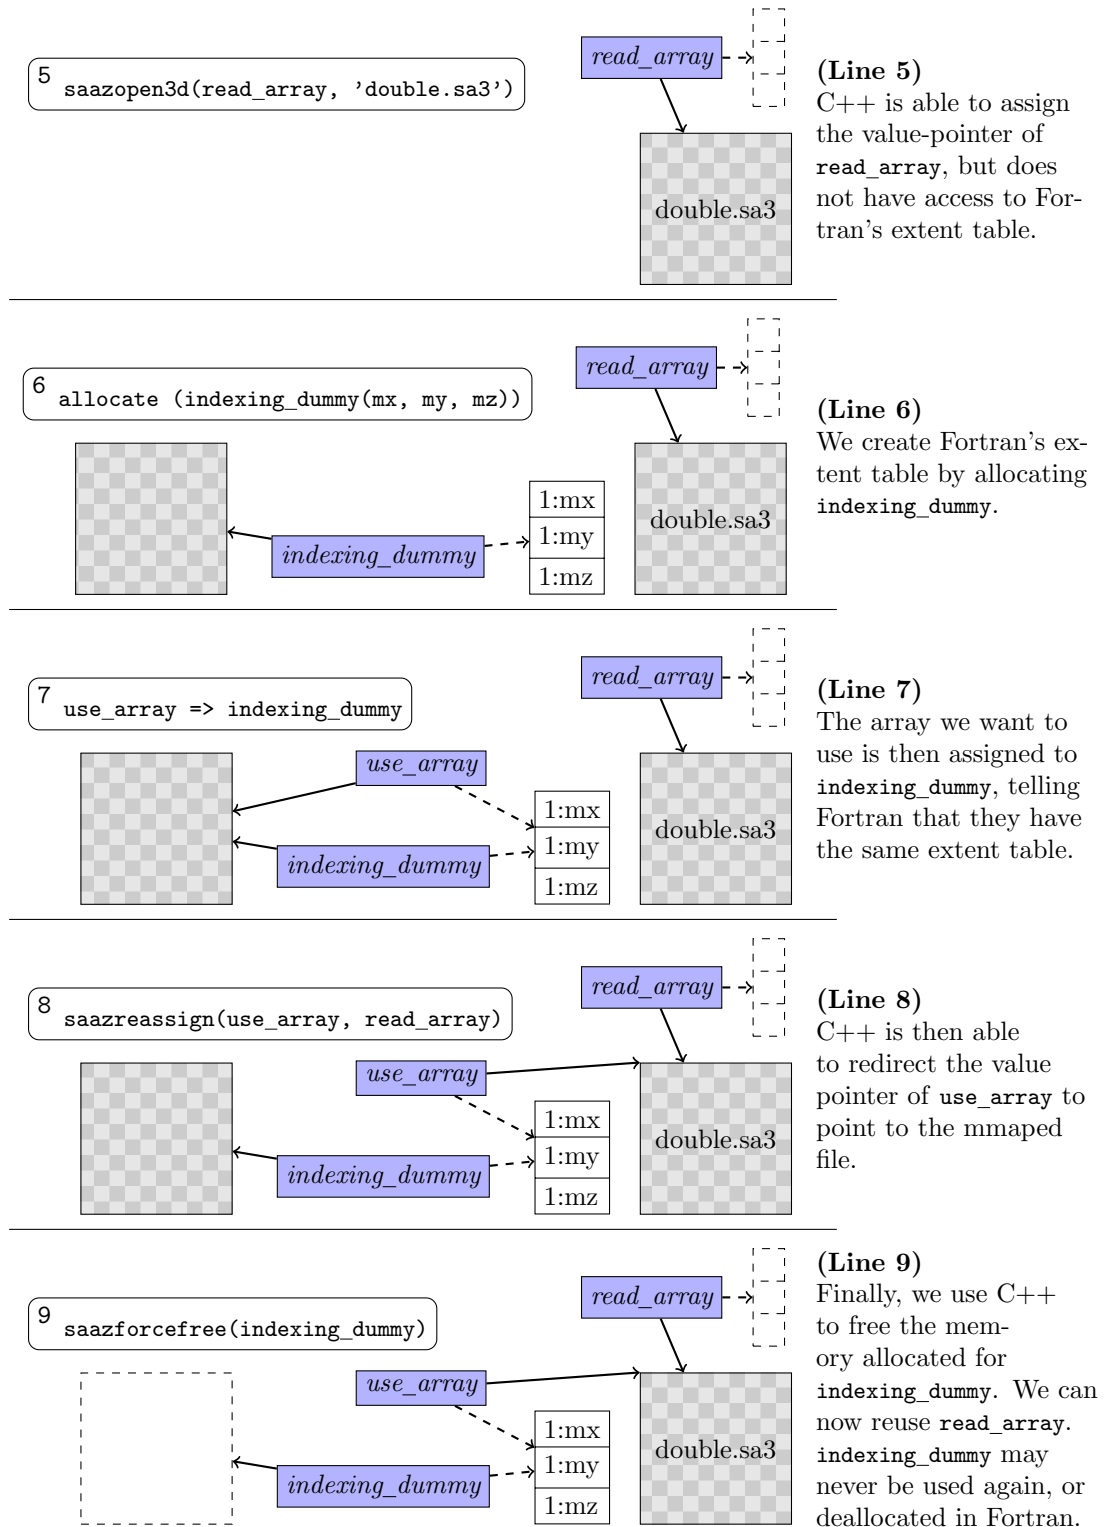 5 saazopen3d(read_array, 'double.sa3')
read_array
double.sa3
(Line 5)
C++ is able to assign
the value-pointer of
read_array, but does
not have access to For-
tran's extent table.
6 allocate (indexing_dummy(mx, my, mz))
read_array
indexing_dummy
1:mx
1:my
1:mz
double.sa3
(Line 6)
We create Fortran's ex-
tent table by allocating
indexing_dummy.
7 use_array => indexing_dummy
read_array
use_array
indexing_dummy
1:mx
1:my
1:mz
double.sa3
(Line 7)
The array we want to
use is then assigned to
indexing_dummy, telling
Fortran that they have
the same extent table.
8 saazreassign(use_array, read_array)
read_array
use_array
indexing_dummy
1:mx
1:my
1:mz
double.sa3
(Line 8)
C++ is then able
to redirect the value
pointer of use_array to
point to the mmaped
file.
9 saazforcefree(indexing_dummy)
read_array
use_array
indexing_dummy
1:mx
1:my
1:mz
double.sa3
(Line 9)
Finally, we use C++
to free the mem-
ory allocated for
indexing_dummy. We can
now reuse read_array.
indexing_dummy may
never be used again, or
deallocated in Fortran.